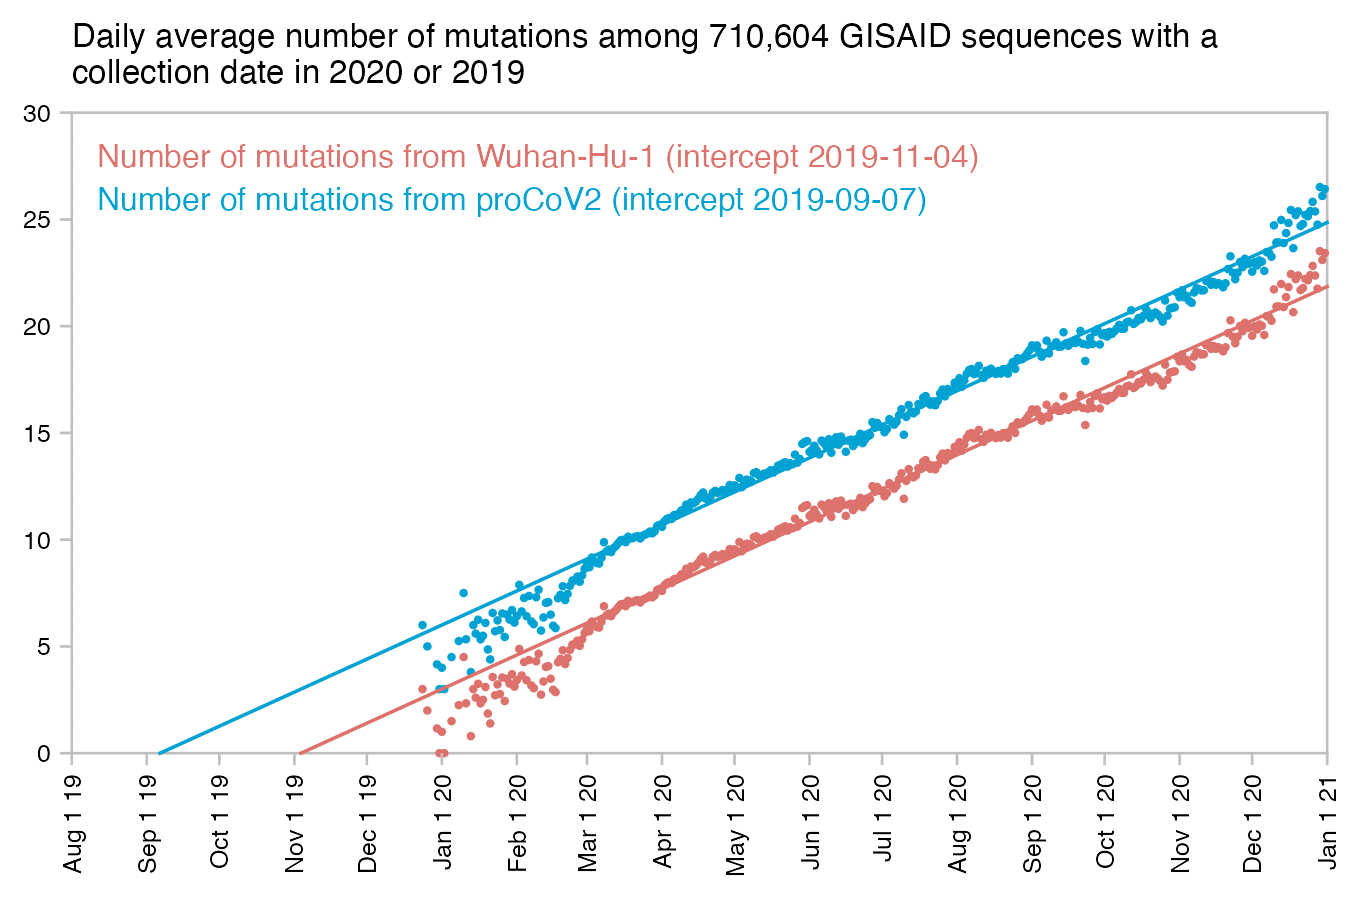 Daily average number of mutations among 710,604 GISAID sequences with a
collection date in 2020 or 2019
30
Number of mutations from Wuhan-Hu-1 (intercept 2019-11-04)
Number of mutations from proCoV2 (intercept 2019-09-07)
25
20
15
10
5
0
Aug 1 19
Sep 1 19
Oct 1 19
Nov 1 19
Dec 1 19
Jan 1 20
Feb 1 20
Mar 1 20
Apr 1 20
May 1 20
Jun 1 20
Jul 1 20
Aug 1 20
Sep 1 20
Oct 1 20
Nov 1 20
Dec 1 20
Jan 1 21